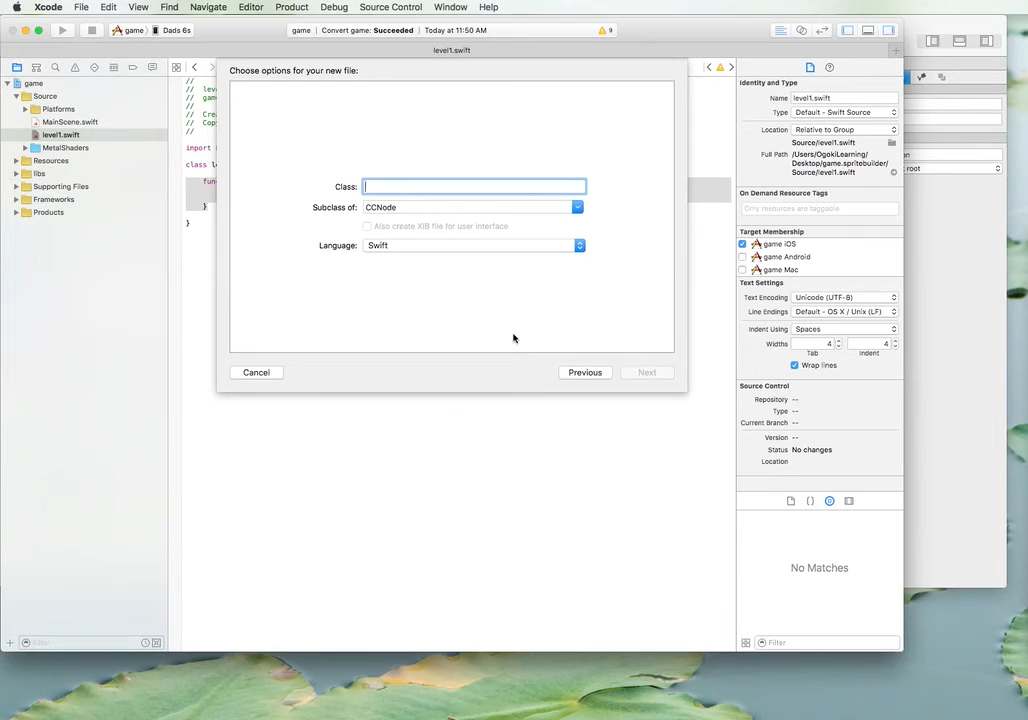 Xcode File Edit View Find Navigate Editor Product Debug Source Control Window Help
game Dads 6s game Convert game: Succeeded Today at 11:50 AM 9
level1.swift
game
Source
Platforms
MainScene.swift
level1.swift
MetalShaders
Resources
libs
Supporting Files
Frameworks
Products
Filter
//
//
//
//
//
//
import
class
}
}
Choose options for your new file:
Class:
Subclass of: CCNode
Also create XIB file for user interface
Language: Swift
Cancel Previous Next
Identity and Type
Name level1.swift
Type Default - Swift Source
Location Relative to Group
Source/level1.swift
Full Path /Users/OgokiLearning/
Desktop/game.spritebuilder/
Source/level1.swift
On Demand Resource Tags
Only resources are taggable
Target Membership
game iOS
game Android
game Mac
Text Settings
Text Encoding Unicode (UTF-8)
Line Endings Default - OS X / Unix (LF)
Indent Using Spaces
Widths 4 4
Tab Indent
Wrap lines
Source Control
Repository --
Type --
Current Branch --
Version --
Status No changes
Location
{}
No Matches
Filter
root